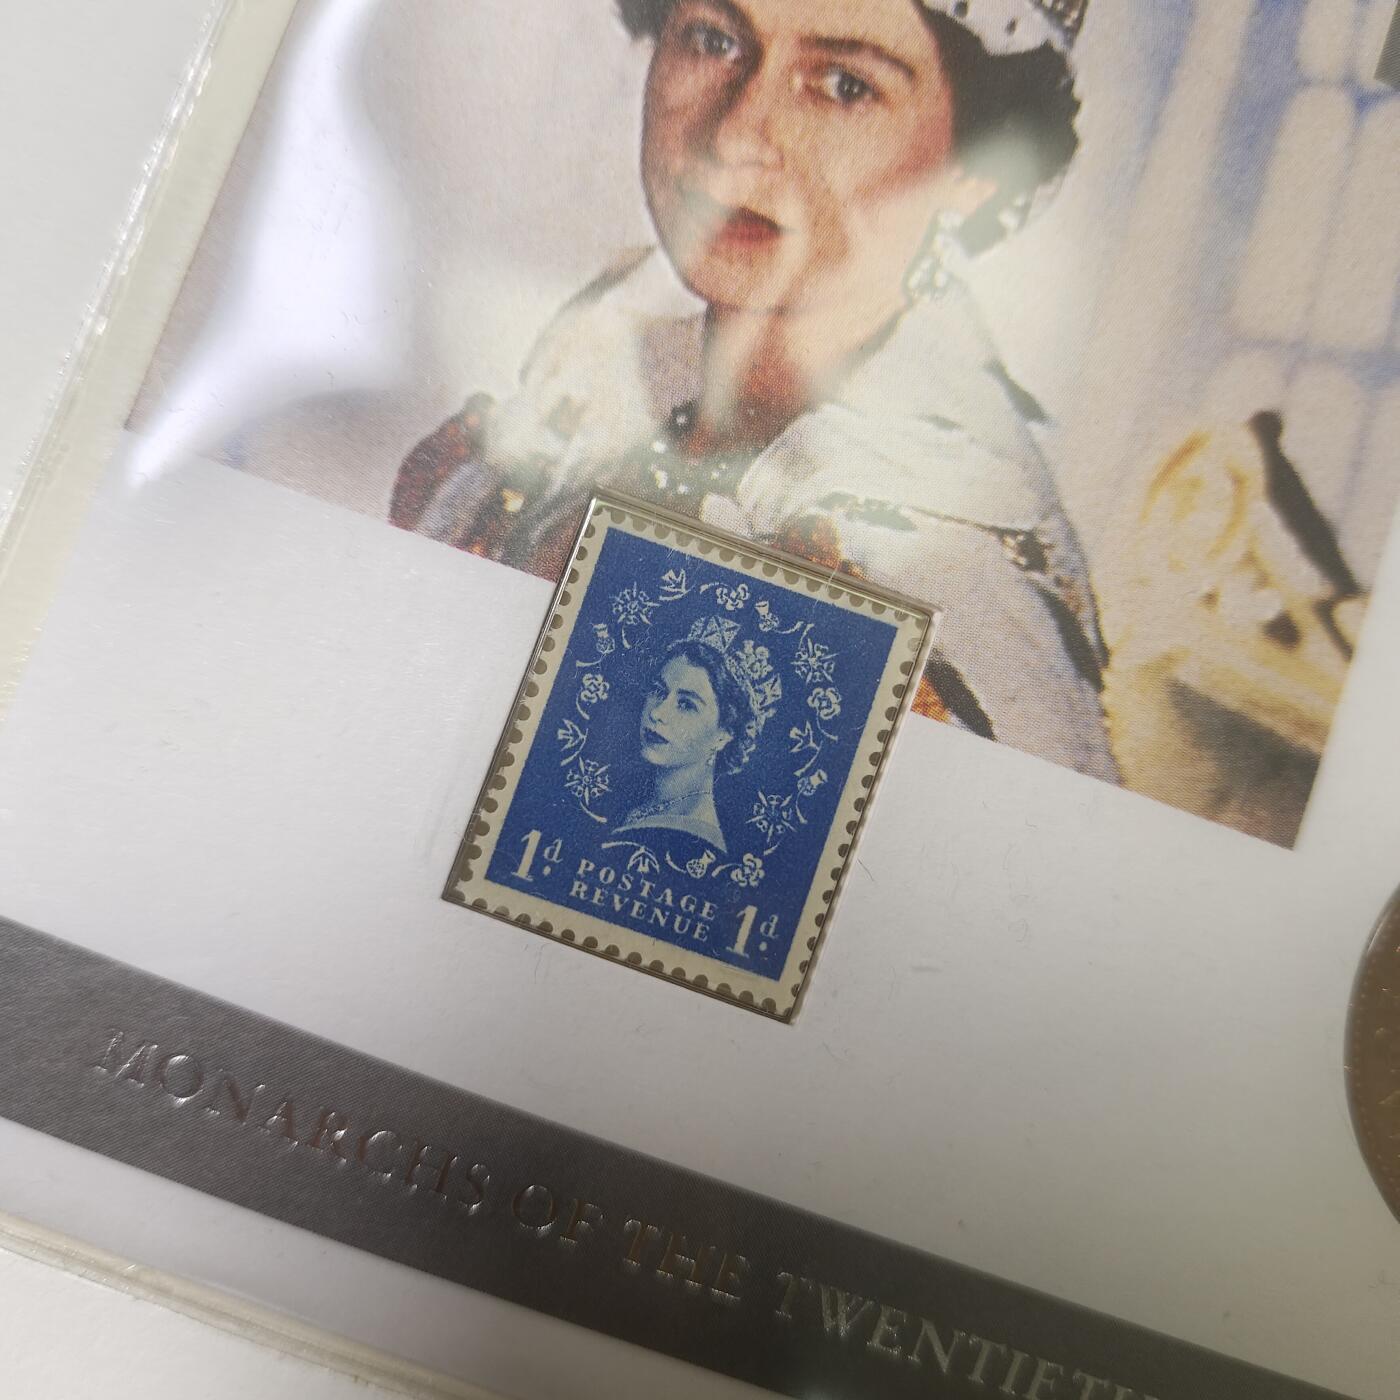 1d. POSTAGE 1d.
REVENUE
MONARCHS OF THE TWENTIETH